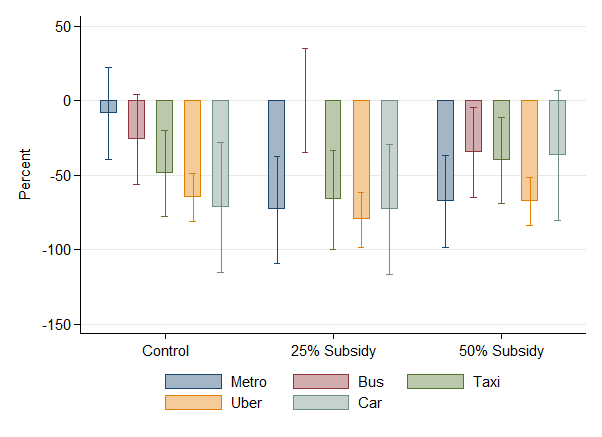 50
0
-50
-100
-150
Percent
Control 25% Subsidy 50% Subsidy
Metro Bus Taxi
Uber Car